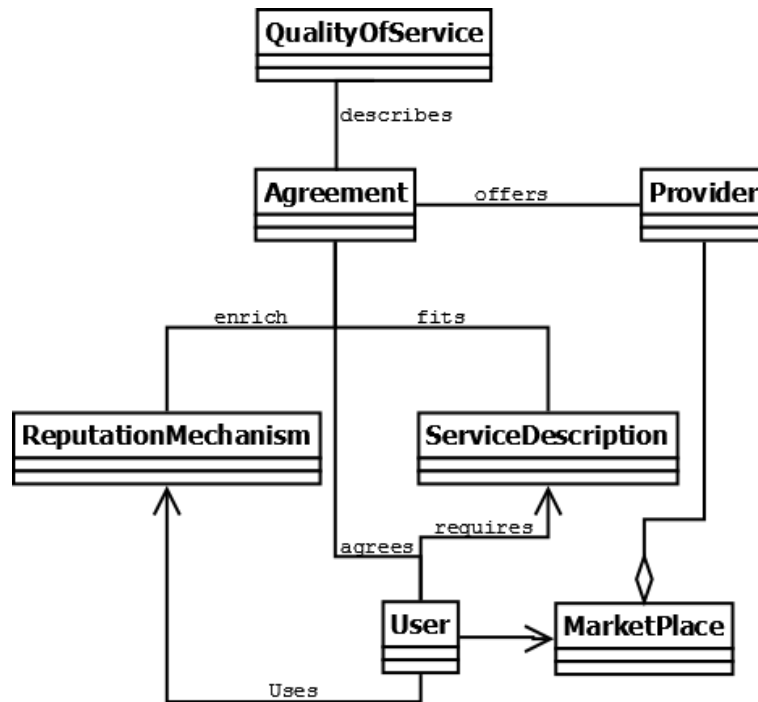 QualityOfService
describes
Agreement
offers
Provider
enrich
fits
ReputationMechanism
ServiceDescription
requires
agrees
User
MarketPlace
Uses